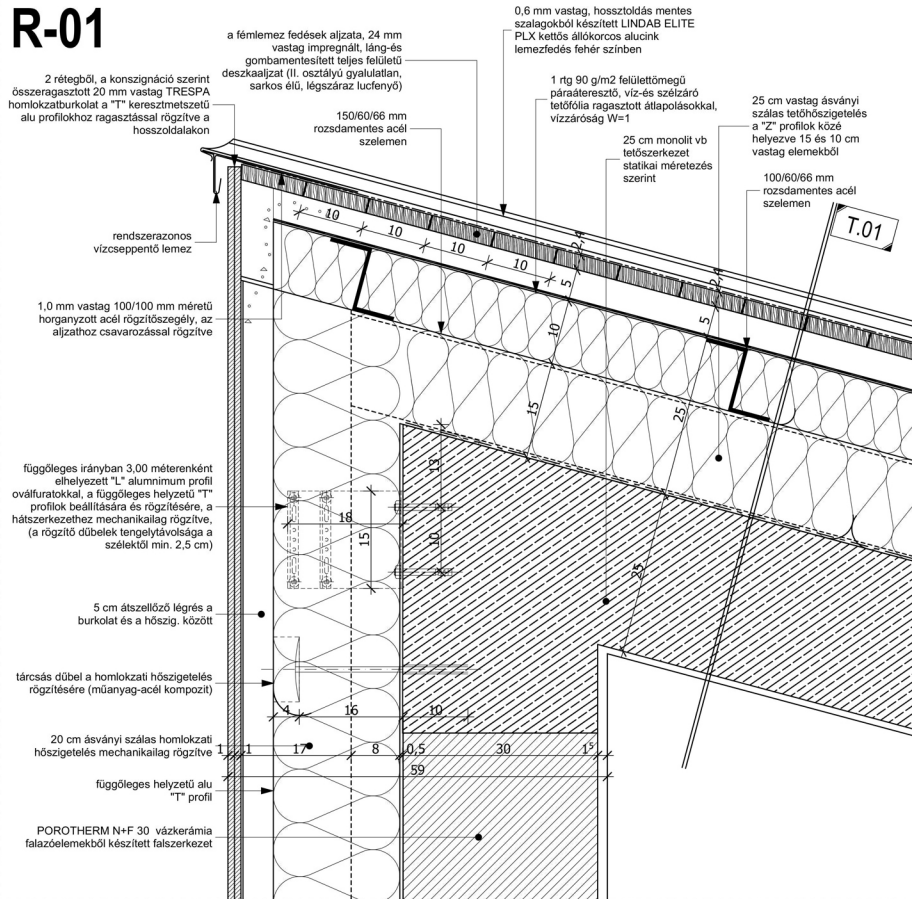 R-01
0,6 mm vastag, hossztoldás mentes
szalagokból készített LINDAB ELITE
PLX kettős állókorcos alucink
lemezfedés fehér színben
a fémlemez fedések aljzata, 24 mm
vastag impregnált, láng-és
gombamentesített teljes felületű
deszkaaljzat (II. osztályú gyalulatlan,
sarkos élű, légszáraz lucfenyő)
2 rétegből, a konszignáció szerint
összeragasztott 20 mm vastag TRESPA
homlokzatburkolat a "T" keresztmetszetű
alu profilokhoz ragasztással rögzítve a
hosszoldalakon
1 rtg 90 g/m2 felülettömegű
páraáteresztő, víz-és szélzáró
tetőfólia ragasztott átlapolásokkal,
vízzáróság W=1
25 cm vastag ásványi
szálas tetőhőszigetelés
a "Z" profilok közé
helyezve 15 és 10 cm
vastag elemekből
150/60/66 mm
rozsdamentes acél
szelemen
25 cm monolit vb
tetőszerkezet
statikai méretezés
szerint
100/60/66 mm
rozsdamentes acél
szelemen
T.01
rendszerazonos
vízcseppentő lemez
10
10
10
10
2,4
5
10
15
2,4
5
25
25
1,0 mm vastag 100/100 mm méretű
horganyzott acél rögzítőszegély, az
aljzathoz csavarozással rögzítve
függőleges irányban 3,00 méterenként
elhelyezett "L" alumnimum profil
oválfuratokkal, a függőleges helyzetű "T"
profilok beállítására és rögzítésére, a
hátszerkezethez mechanikailag rögzítve,
(a rögzítő dűbelek tengelytávolsága a
szélektől min. 2,5 cm)
13
18
15
10
5 cm átszellőző légrés a
burkolat és a hőszig. között
tárcsás dűbel a homlokzati hőszigetelés
rögzítésére (műanyag-acél kompozit)
4 16 10
20 cm ásványi szálas homlokzati
hőszigetelés mechanikailag rögzítve
1 1 17 8 0,5 30 1⁵
59
függőleges helyzetű alu
"T" profil
POROTHERM N+F 30 vázkerámia
falazóelemekből készített falszerkezet